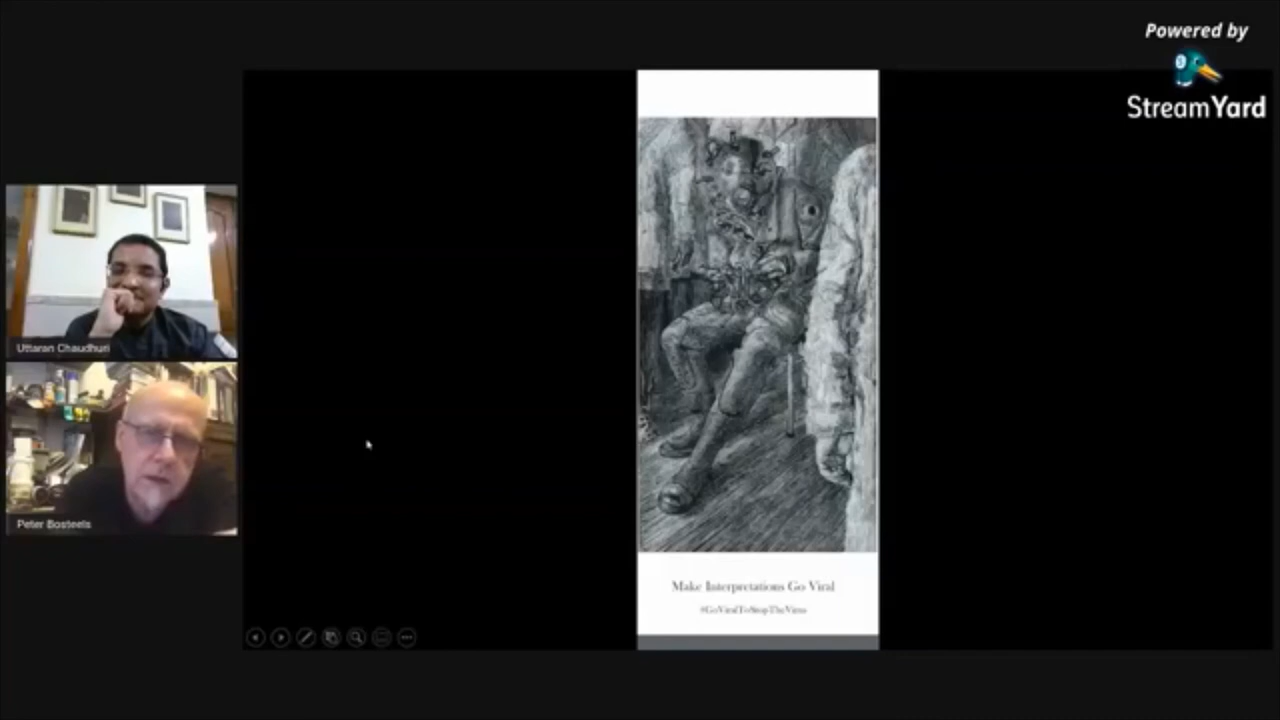 Powered by
StreamYard
Uttaran Chaudhuri
Peter Bosteels
Make Interpretations Go Viral
#GoViralToStopTheVirus